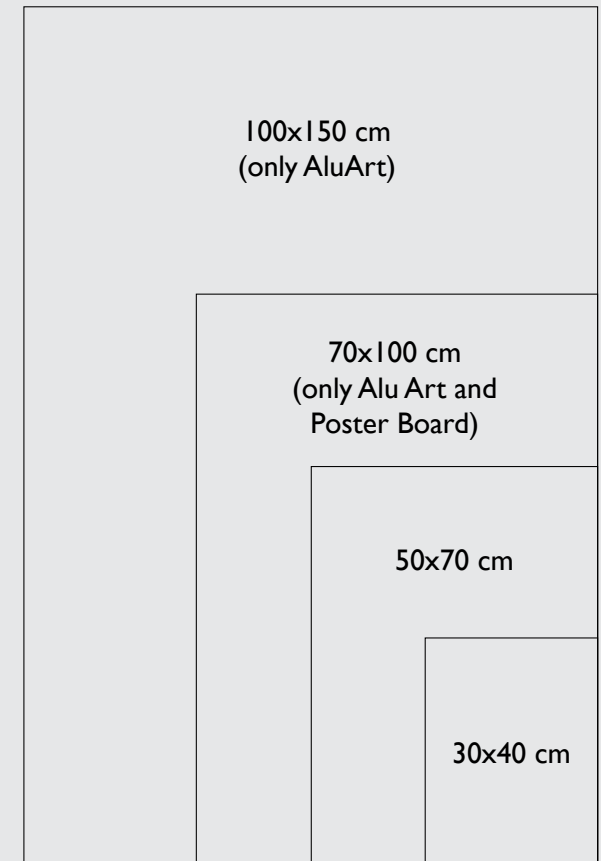 100x150 cm
(only AluArt)
70x100 cm
(only Alu Art and
Poster Board)
50x70 cm
30x40 cm